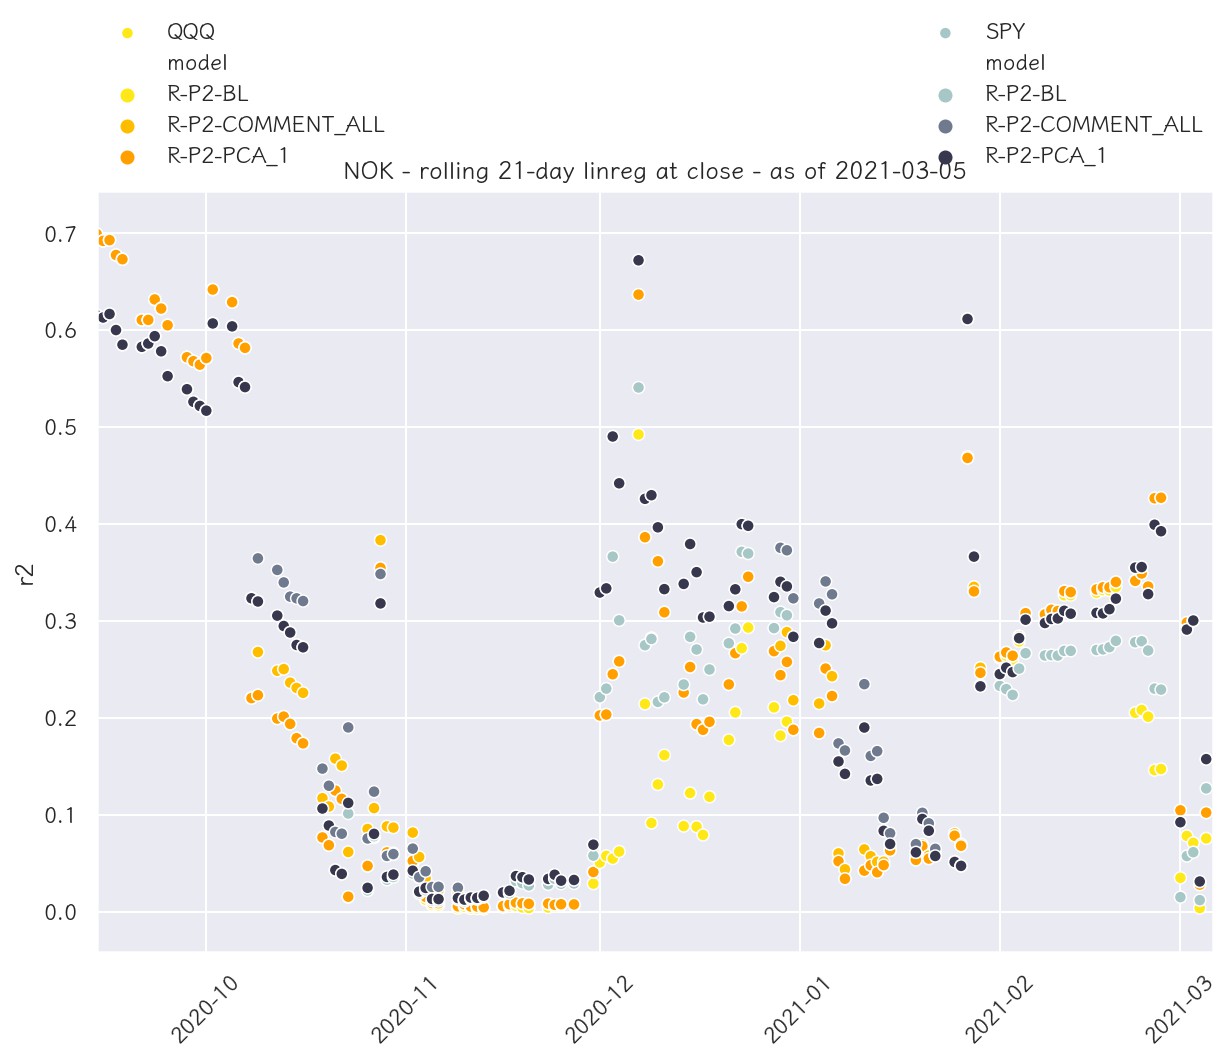 QQQ
model
R-P2-BL
R-P2-COMMENT_ALL
R-P2-PCA_1
SPY
model
R-P2-BL
R-P2-COMMENT_ALL
R-P2-PCA_1
NOK - rolling 21-day linreg at close - as of 2021-03-05
0.7
0.6
0.5
0.4
0.3
0.2
0.1
0.0
r2
2020-10
2020-11
2020-12
2021-01
2021-02
2021-03